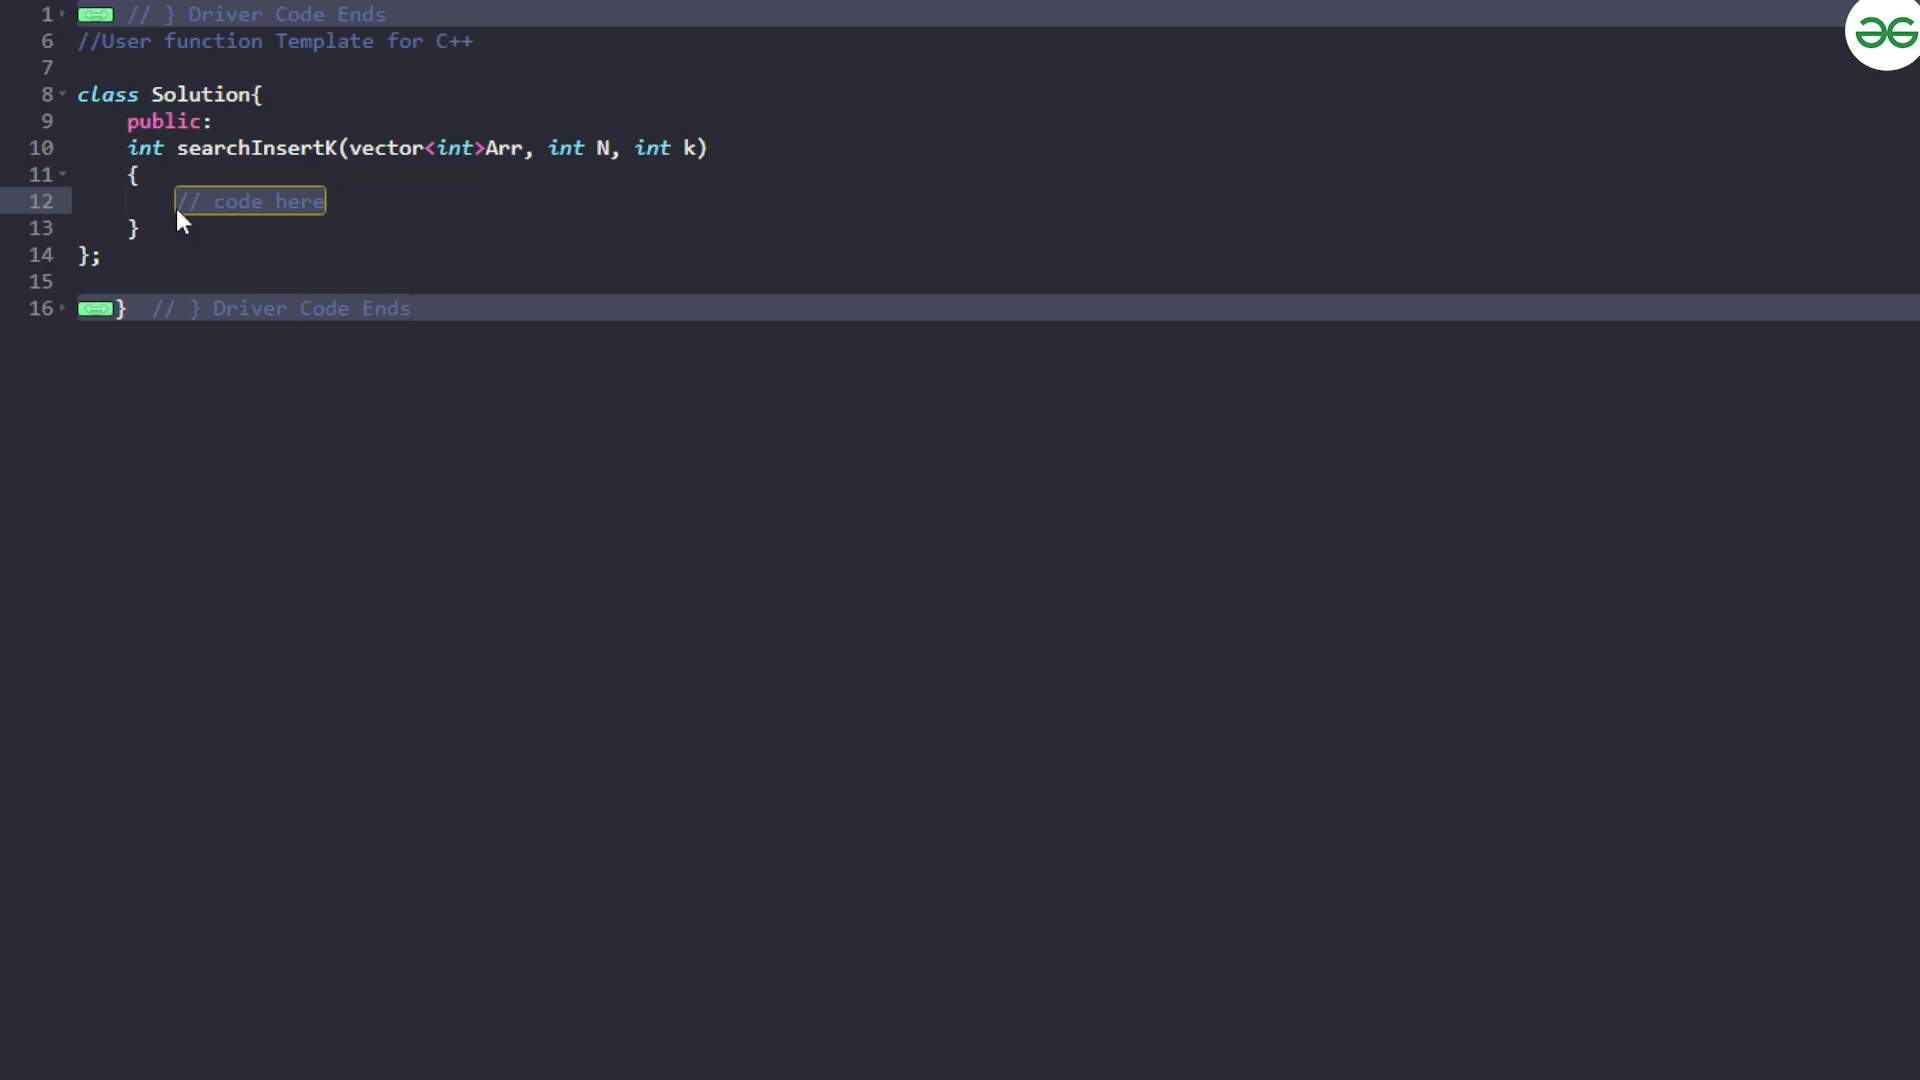 1 // } Driver Code Ends
6 //User function Template for C++
7
8 class Solution{
9 public:
10 int searchInsertK(vector<int>Arr, int N, int k)
11 {
12 // code here
13 }
14 };
15
16 } // } Driver Code Ends